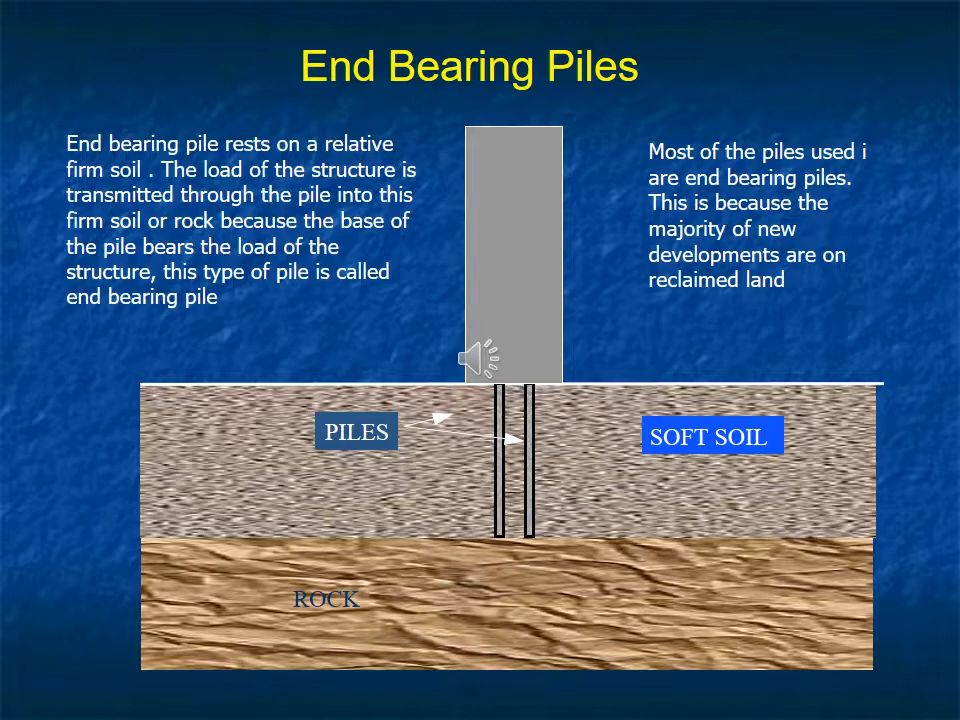 End Bearing Piles
End bearing pile rests on a relative
firm soil . The load of the structure is
transmitted through the pile into this
firm soil or rock because the base of
the pile bears the load of the
structure, this type of pile is called
end bearing pile
Most of the piles used i
are end bearing piles.
This is because the
majority of new
developments are on
reclaimed land
PILES
SOFT SOIL
ROCK